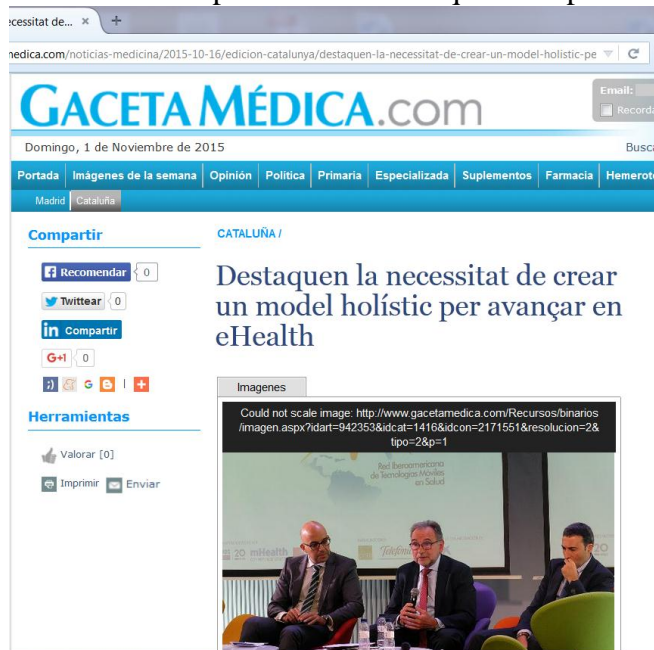 ecessitat de... × +
medica.com/noticias-medicina/2015-10-16/edicion-catalunya/destaquen-la-necessitat-de-crear-un-model-holistic-pe
GACETA MÉDICA.com
Email:
Domingo, 1 de Noviembre de 2015
Portada Imágenes de la semana Opinión Política Primaria Especializada Suplementos Farmacia
Madrid Cataluña
Compartir
CATALUÑA /
Recomendar 0
Twittear 0
in Compartir
G+1 0
Destaquen la necessitat de crear
un model holístic per avançar en
eHealth
Herramientas
Valorar [0]
Imprimir Enviar
Imagenes
Could not scale image: http://www.gacetamedica.com/Recursos/binarios
/imagen.aspx?idart=942353&idcat=1416&idcon=2171551&resolucion=2&
tipo=2&p=1
Red Iberoamericana
de Tecnologías Móviles
en Salud
mHealth
Telefónica